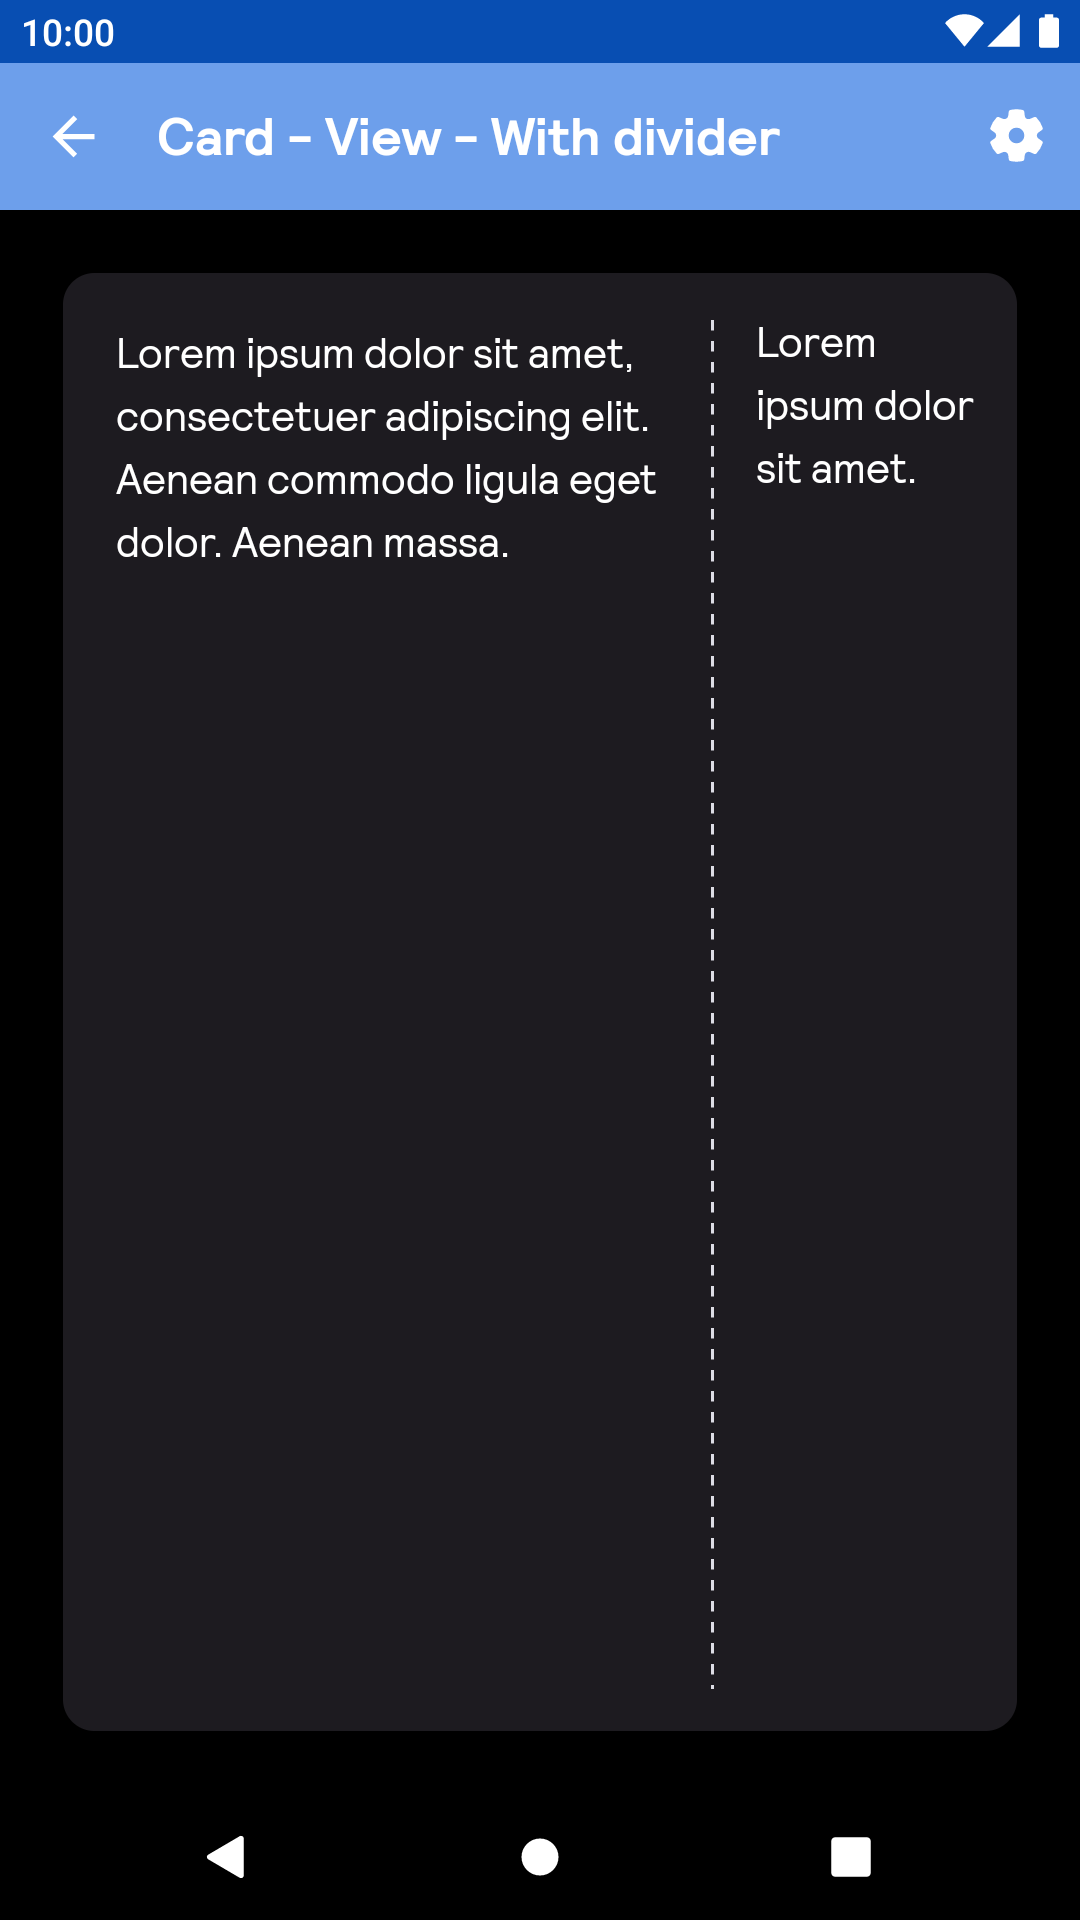 10:00
Card - View - With divider
Lorem ipsum dolor sit amet,
consectetuer adipiscing elit.
Aenean commodo ligula eget
dolor. Aenean massa.
Lorem
ipsum dolor
sit amet.